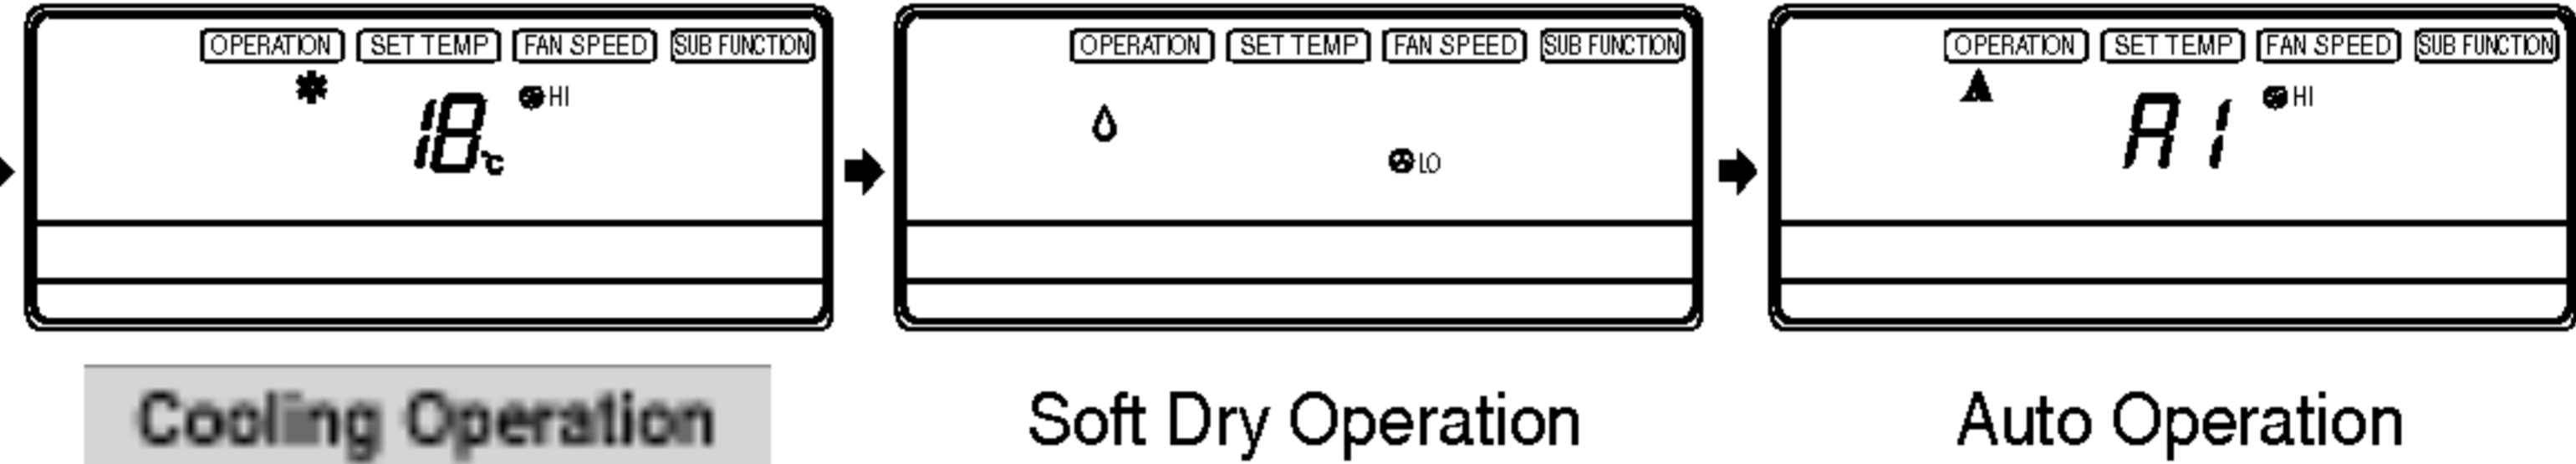 OPERATION SET TEMP FAN SPEED SUB FUNCTION
HI
18°C
OPERATION SET TEMP FAN SPEED SUB FUNCTION
LO
OPERATION SET TEMP FAN SPEED SUB FUNCTION
HI
A1
Cooling Operation
Soft Dry Operation
Auto Operation